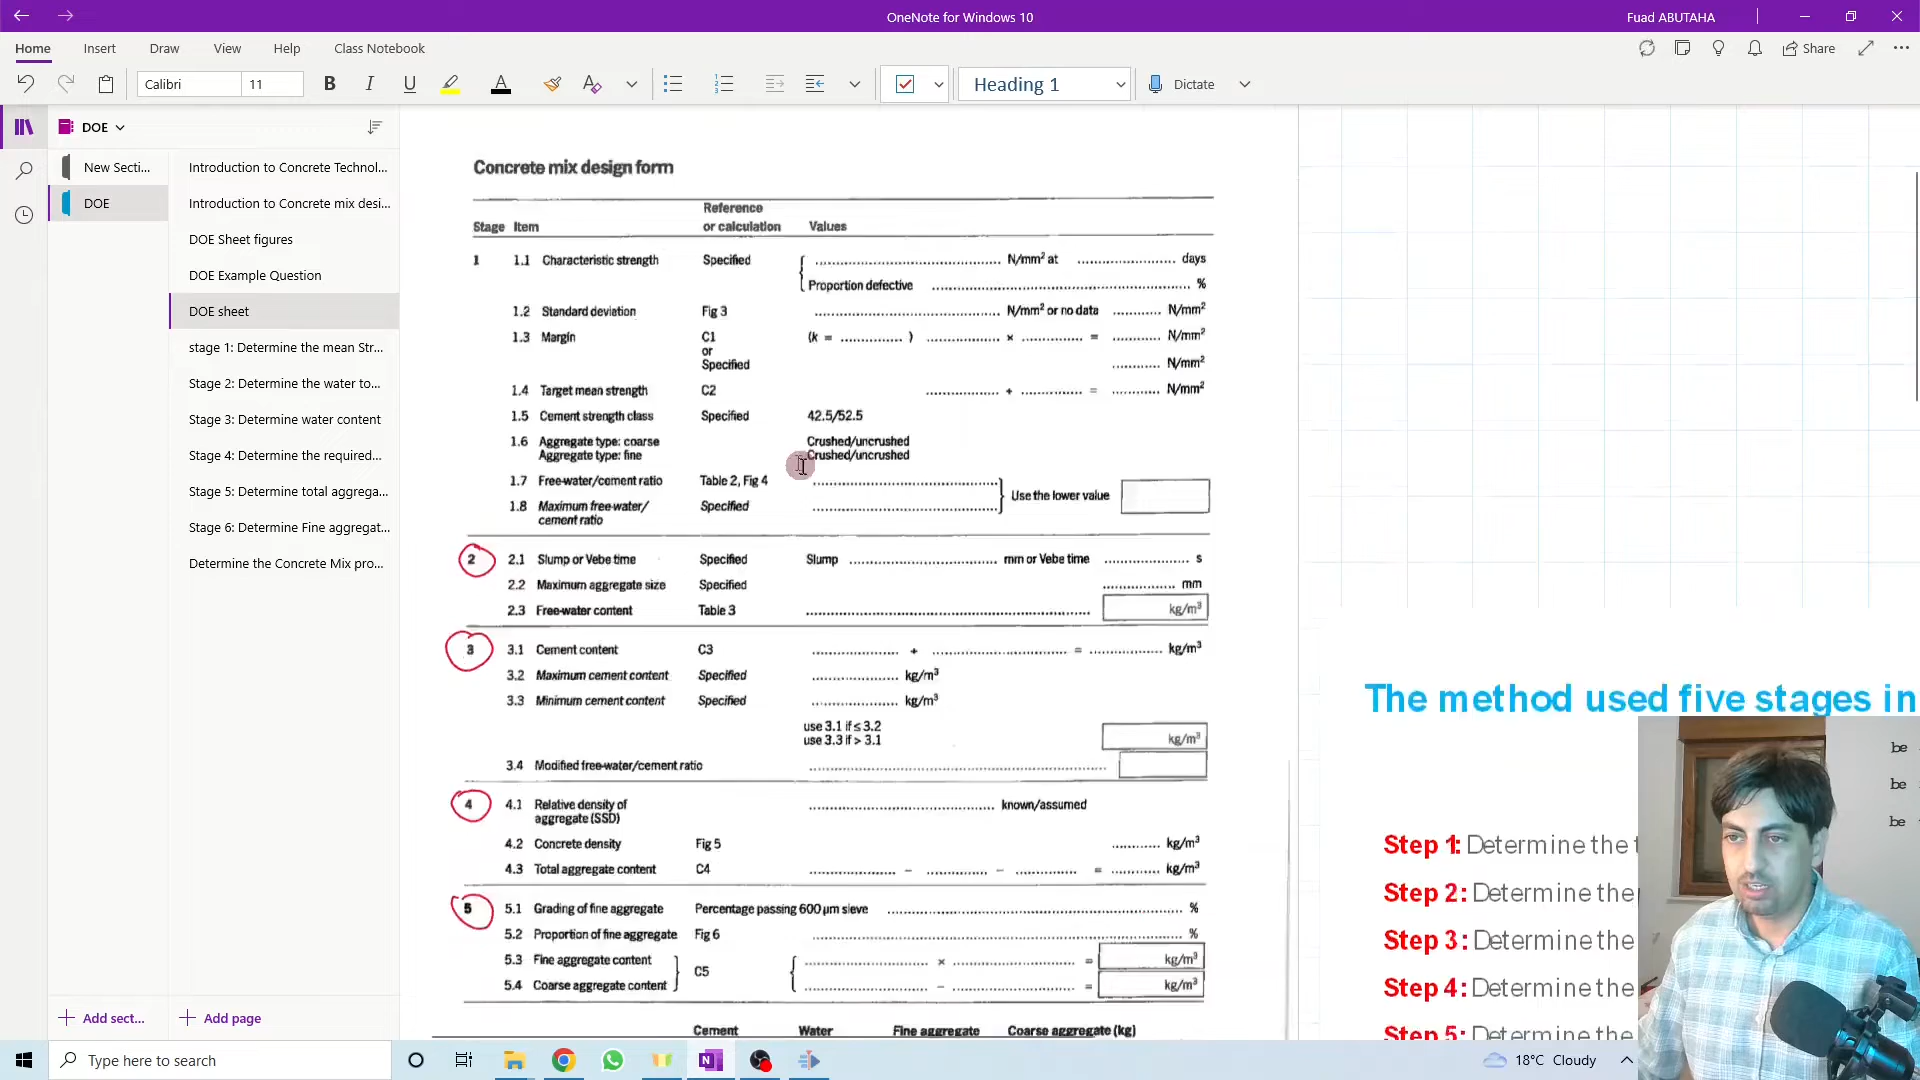 OneNote for Windows 10
Fuad ABUTAHA
Home Insert Draw View Help Class Notebook
Share
Calibri 11 B I U A Heading 1 Dictate
DOE
New Secti...
DOE
Introduction to Concrete Technol...
Introduction to Concrete mix desi...
DOE Sheet figures
DOE Example Question
DOE sheet
stage 1: Determine the mean Str...
Stage 2: Determine the water to...
Stage 3: Determine water content
Stage 4: Determine the required...
Stage 5: Determine total aggrega...
Stage 6: Determine Fine aggregat...
Determine the Concrete Mix pro...
Add sect... Add page
Concrete mix design form
Reference
Stage Item or calculation Values
1 1.1 Characteristic strength Specified N/mm² at days
Proportion defective %
1.2 Standard deviation Fig 3 N/mm² or no data N/mm²
1.3 Margin C1 (k = ) × = N/mm²
or
Specified N/mm²
1.4 Target mean strength C2 + = N/mm²
1.5 Cement strength class Specified 42.5/52.5
1.6 Aggregate type: coarse Crushed/uncrushed
Aggregate type: fine Crushed/uncrushed
1.7 Free-water/cement ratio Table 2, Fig 4
Use the lower value
1.8 Maximum free-water/ Specified
cement ratio
2 2.1 Slump or Vebe time Specified Slump mm or Vebe time s
2.2 Maximum aggregate size Specified mm
2.3 Free-water content Table 3 kg/m³
3 3.1 Cement content C3 + = kg/m³
3.2 Maximum cement content Specified kg/m³
3.3 Minimum cement content Specified kg/m³
use 3.1 if ≤ 3.2
use 3.3 if > 3.1 kg/m³
3.4 Modified free-water/cement ratio
4 4.1 Relative density of known/assumed
aggregate (SSD)
4.2 Concrete density Fig 5 kg/m³
4.3 Total aggregate content C4 – – = kg/m³
5 5.1 Grading of fine aggregate Percentage passing 600 μm sieve %
5.2 Proportion of fine aggregate Fig 6 %
5.3 Fine aggregate content × = kg/m³
C5
5.4 Coarse aggregate content – = kg/m³
Cement Water Fine aggregate Coarse aggregate (kg)
The method used five stages in
be
be
be
Step 1: Determine the t
Step 2: Determine the
Step 3: Determine the
Step 4: Determine the
Step 5: Determine the
Type here to search
18°C Cloudy